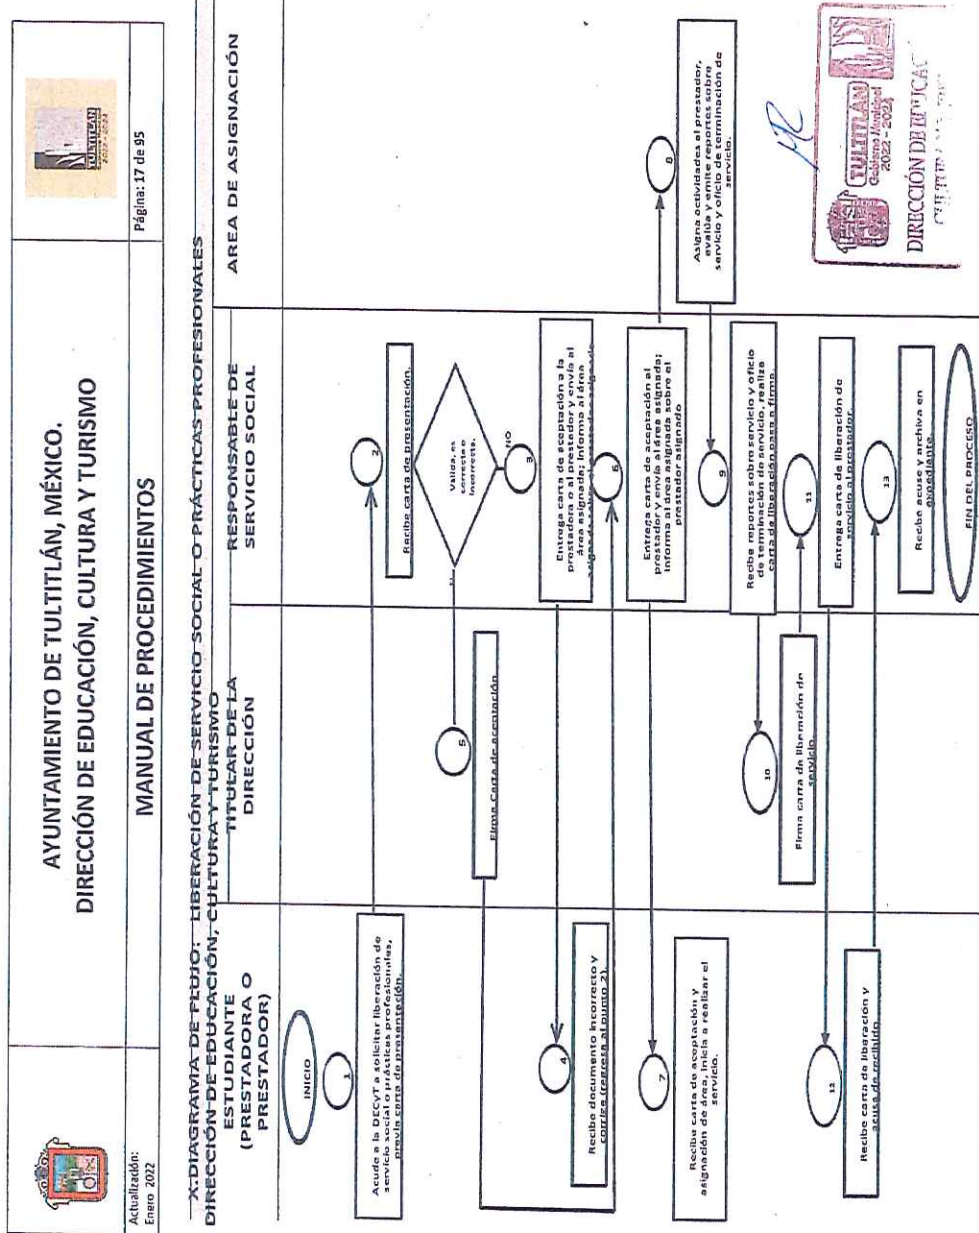 AYUNTAMIENTO DE TULTITLÁN, MÉXICO.
DIRECCIÓN DE EDUCACIÓN, CULTURA Y TURISMO
TULTITLÁN
2022 - 2024
Actualización:
Enero 2022
MANUAL DE PROCEDIMIENTOS
Página: 17 de 95
X.DIAGRAMA DE FLUJO: LIBERACIÓN DE SERVICIO SOCIAL O PRÁCTICAS PROFESIONALES
DIRECCIÓN DE EDUCACIÓN, CULTURA Y TURISMO
ESTUDIANTE
(PRESTADORA O
PRESTADOR)
TITULAR DE LA
DIRECCIÓN
RESPONSABLE DE
SERVICIO SOCIAL
AREA DE ASIGNACIÓN
INICIO
1
Acude a la DECyT a solicitar liberación de
servicio social o prácticas profesionales,
previa carta de presentación.
2
Recibe carta de presentación.
Valida, es
correcta o
incorrecta.
NO
3
5
Firma Carta de aceptación
Entrega carta de aceptación a la
prestadora o al prestador y envía al
área asignada; informa al área
4
Recibe documento incorrecto y
corrige (regresa al punto 2).
6
Entrega carta de aceptación al
prestador y envía al área asignada;
informa al área asignada sobre el
prestador asignado
7
Recibe carta de aceptación y
asignación de área, inicia a realizar el
servicio.
8
Asigna actividades al prestador,
evalúa y emite reportes sobre
servicio y oficio de terminación de
servicio.
9
Recibe reportes sobre servicio y oficio
de terminación de servicio, realiza
carta de liberación pasa a firma.
10
Firma carta de liberación de
servicio.
11
Entrega carta de liberación de
servicio al prestador.
12
Recibe carta de liberación y
acusa de recibido.
13
Recibe acuse y archiva en
expediente.
FIN DEL PROCESO
TULTITLÁN
Gobierno Municipal
2022 - 2024
DIRECCIÓN DE EDUCAC